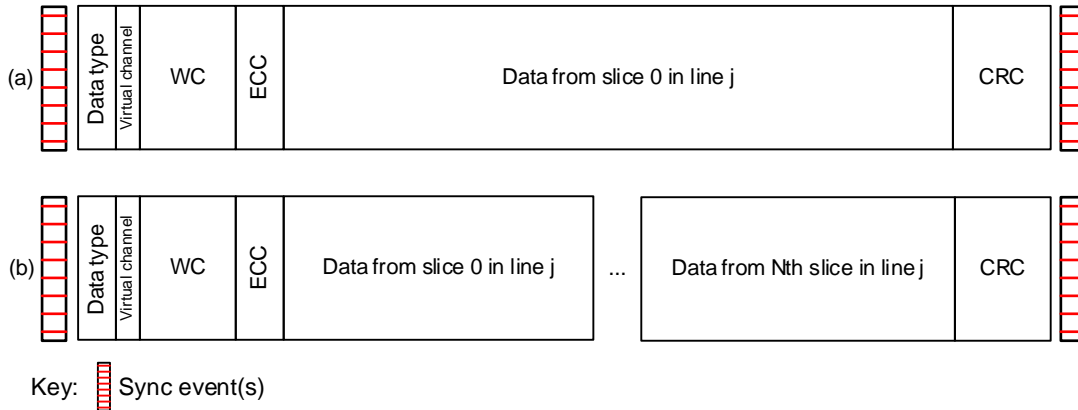 (a)
Data type
Virtual channel
WC
ECC
Data from slice 0 in line j
CRC
(b)
Data type
Virtual channel
WC
ECC
Data from slice 0 in line j
...
Data from Nth slice in line j
CRC
Key:
Sync event(s)